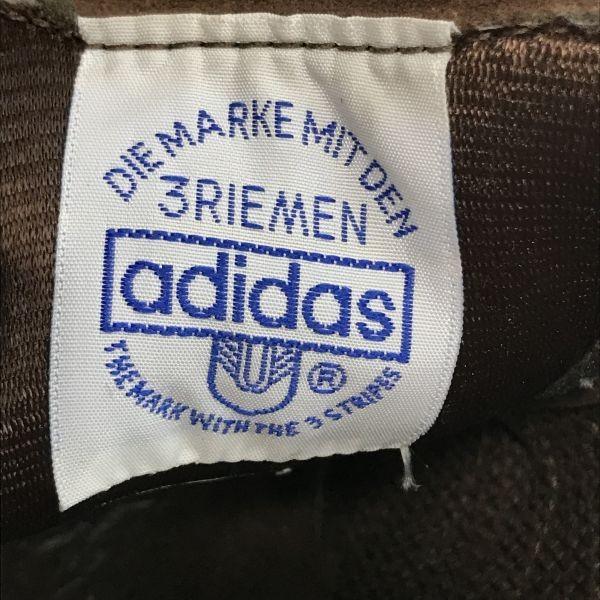 DIE MARKE MIT DEN
3RIEMEN
adidas
®
THE MARK WITH THE 3 STRIPES